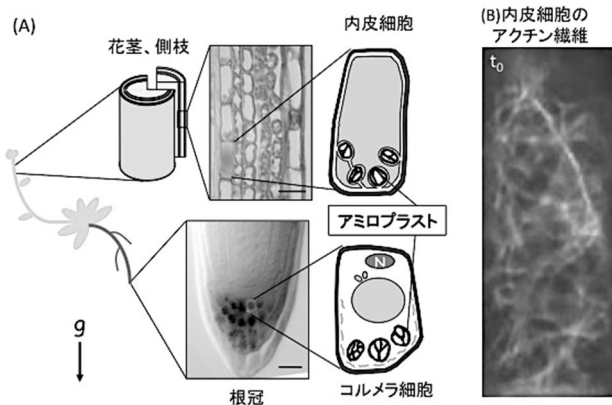 (A)
花茎、側枝
内皮細胞
(B)内皮細胞の
アクチン繊維
t0
アミロプラスト
N
g
根冠
コルメラ細胞